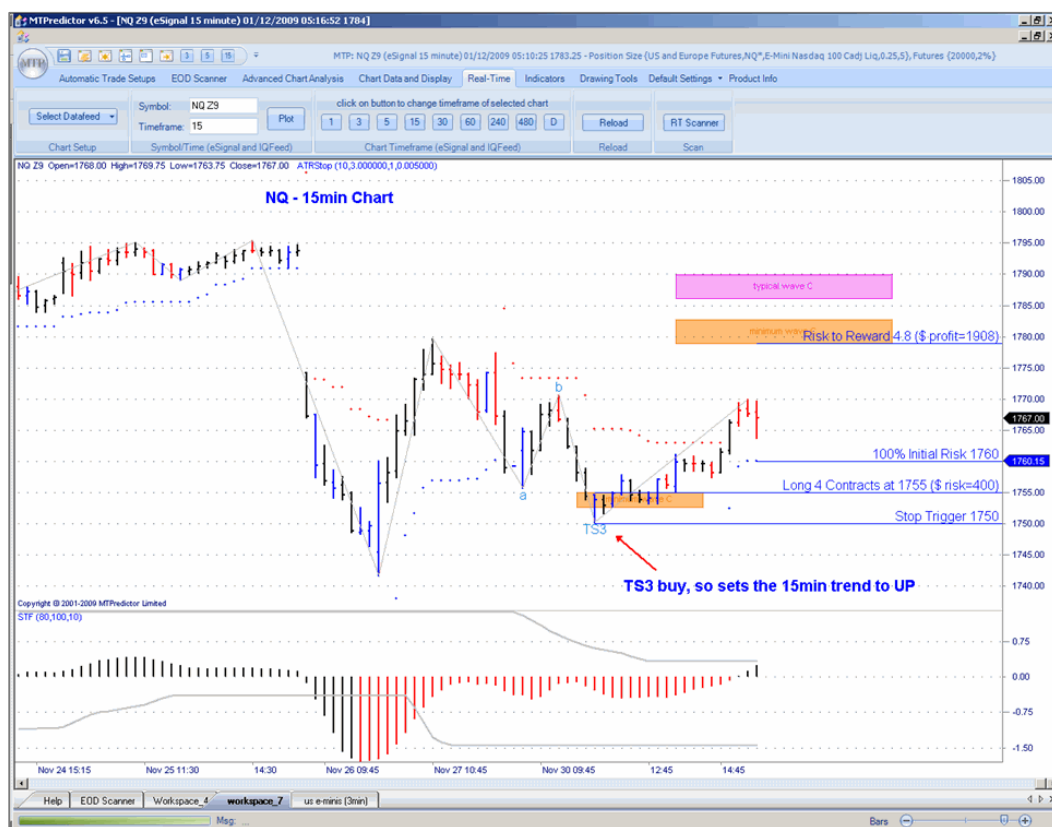 MTPredictor v6.5 - [NQ Z9 (eSignal 15 minute) 01/12/2009 05:16:52 1784]
MTP: NQ Z9 (eSignal 15 minute) 01/12/2009 05:10:25 1783.25 - Position Size {US and Europe Futures,NQ*,E-Mini Nasdaq 100 Cadj Liq,0.25,5}, Futures {20000,2%}
MTP
3 5 15
Automatic Trade Setups EOD Scanner Advanced Chart Analysis Chart Data and Display Real-Time Indicators Drawing Tools Default Settings Product Info
Select Datafeed
Symbol: NQ Z9
Timeframe: 15
Plot
click on button to change timeframe of selected chart
1 3 5 15 30 60 240 480 D
Reload
RT Scanner
Chart Setup Symbol/Time (eSignal and IQFeed) Chart Timeframe (eSignal and IQFeed) Reload Scan
NQ Z9 Open=1768.00 High=1769.75 Low=1763.75 Close=1767.00 ATRStop (10,3.000000,1,0.005000)
NQ - 15min Chart
1805.00
1800.00
1795.00
1790.00
typical wave C
1785.00
minimum wave C
1780.00
Risk to Reward 4.8 ($ profit=1908)
1775.00
1770.00
b
1767.00
1765.00
100% Initial Risk 1760
1760.15
a
Long 4 Contracts at 1755 ($ risk=400)
1755.00
Stop Trigger 1750
1750.00
TS3
1745.00
TS3 buy, so sets the 15min trend to UP
1740.00
Copyright © 2001-2009 MTPredictor Limited
STF (80,100,10)
0.75
0.00
-0.75
-1.50
Nov 24 15:15 Nov 25 11:30 14:30 Nov 26 09:45 Nov 27 10:45 Nov 30 09:45 12:45 14:45
Help EOD Scanner Workspace_4 workspace_7 us e-minis (3min)
Msg: ...
Bars